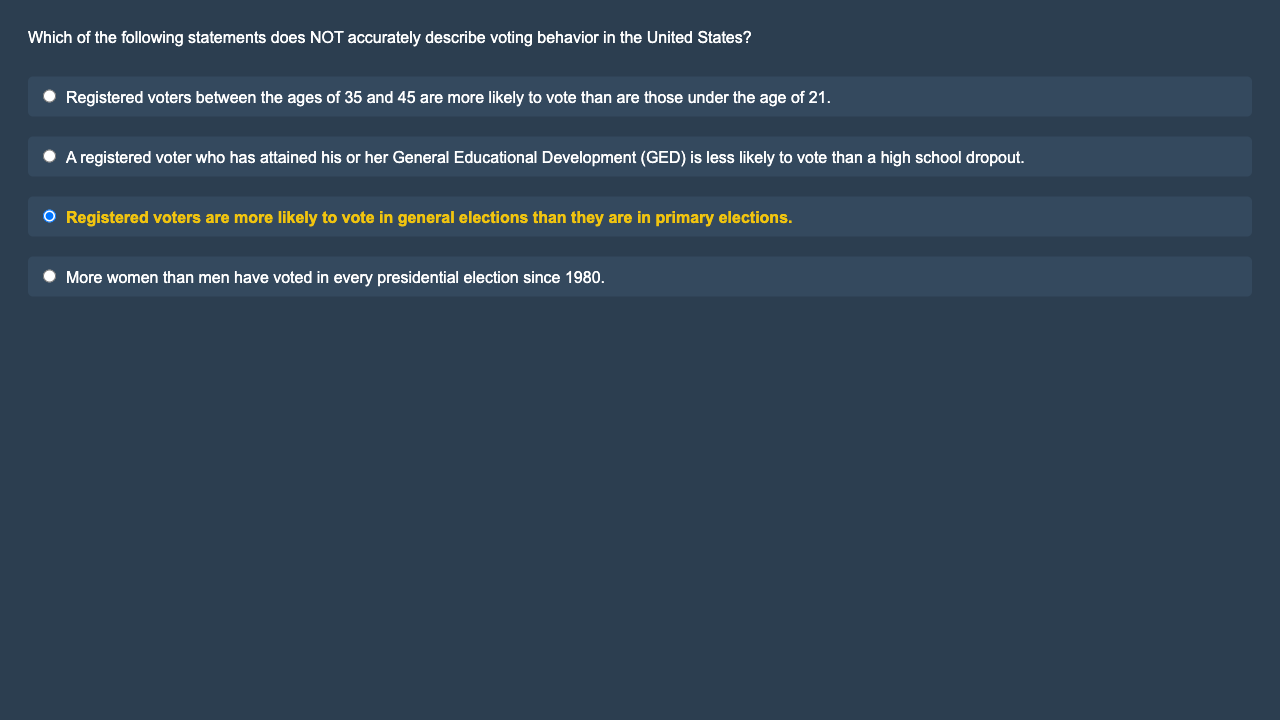 Which of the following statements does NOT accurately describe voting behavior in the United States?
Registered voters between the ages of 35 and 45 are more likely to vote than are those under the age of 21.
A registered voter who has attained his or her General Educational Development (GED) is less likely to vote than a high school dropout.
Registered voters are more likely to vote in general elections than they are in primary elections.
More women than men have voted in every presidential election since 1980.